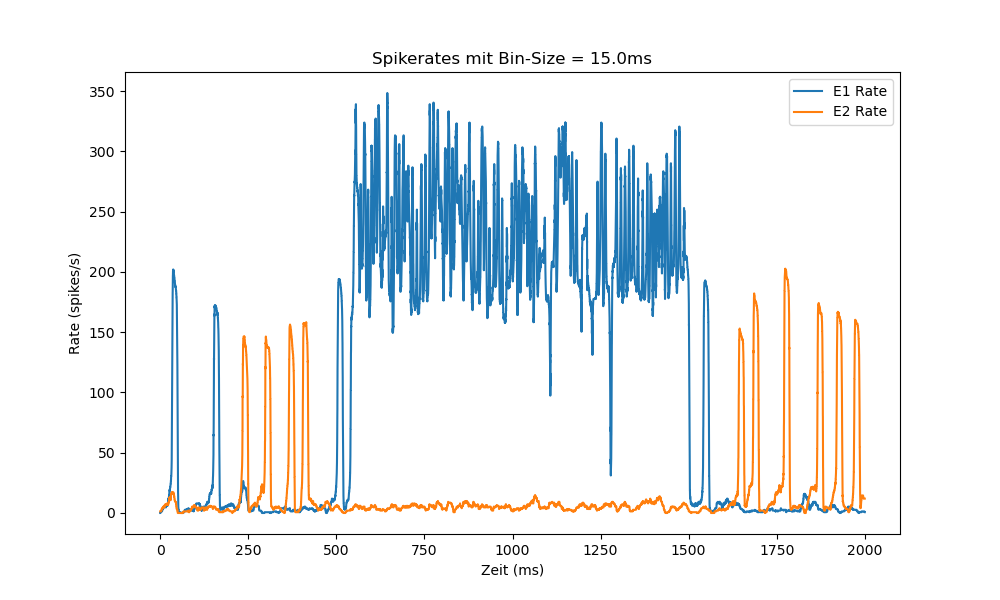 Spikerates mit Bin-Size = 15.0ms
E1 Rate
E2 Rate
350
300
250
200
150
100
50
0
Rate (spikes/s)
0 250 500 750 1000 1250 1500 1750 2000
Zeit (ms)